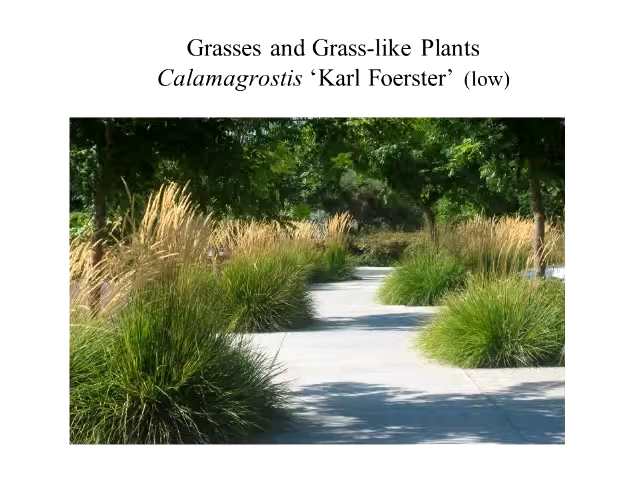 Grasses and Grass-like Plants
Calamagrostis ‘Karl Foerster’ (low)